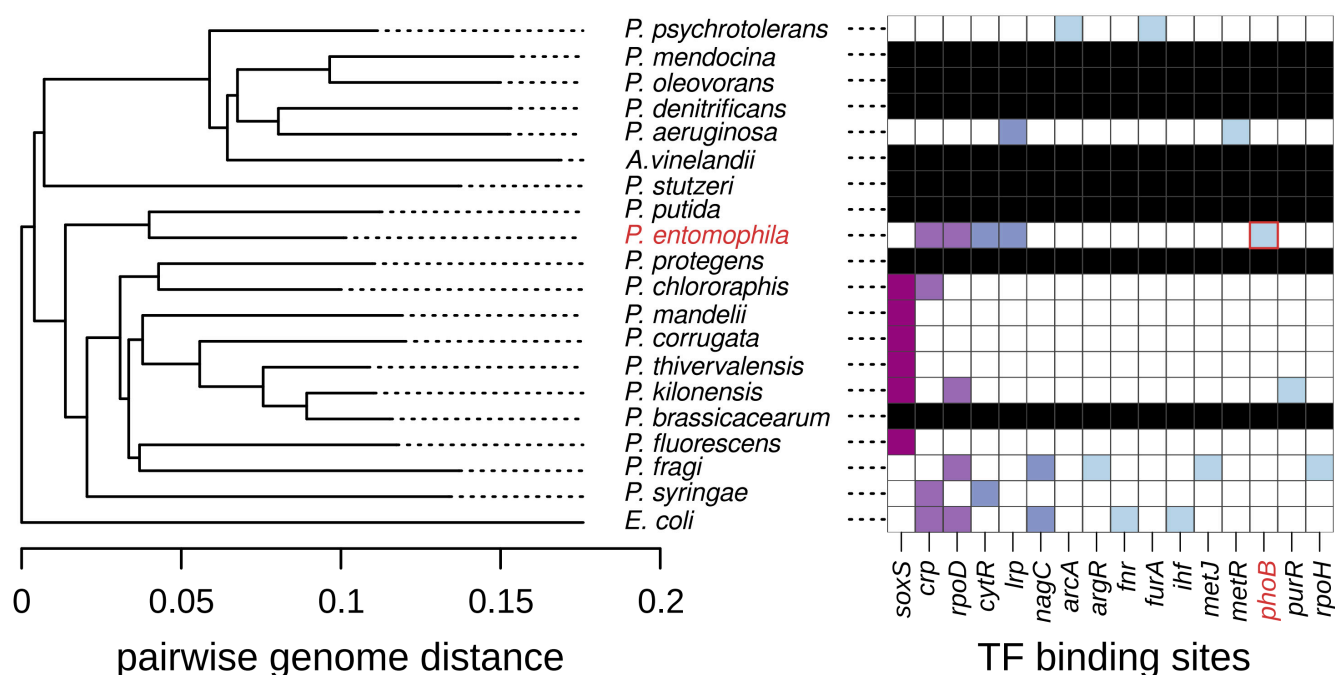 P. psychrotolerans
P. mendocina
P. oleovorans
P. denitrificans
P. aeruginosa
A.vinelandii
P. stutzeri
P. putida
P. entomophila
P. protegens
P. chlororaphis
P. mandelii
P. corrugata
P. thivervalensis
P. kilonensis
P. brassicacearum
P. fluorescens
P. fragi
P. syringae
E. coli
0 0.05 0.1 0.15 0.2
pairwise genome distance
soxS
crp
rpoD
cytR
lrp
nagC
arcA
argR
fnr
furA
ihf
metJ
metR
phoB
purR
rpoH
TF binding sites